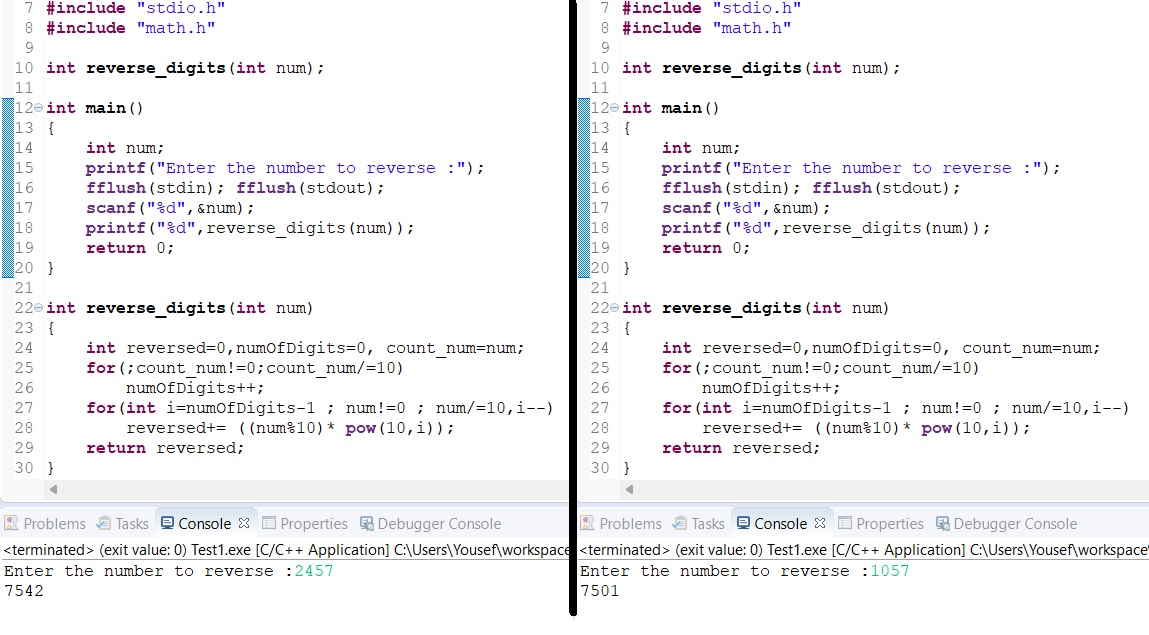 7 #include "stdio.h"
8 #include "math.h"
9
10 int reverse_digits(int num);
11
12 int main()
13 {
14     int num;
15     printf("Enter the number to reverse :");
16     fflush(stdin); fflush(stdout);
17     scanf("%d",&num);
18     printf("%d",reverse_digits(num));
19     return 0;
20 }
21
22 int reverse_digits(int num)
23 {
24     int reversed=0,numOfDigits=0, count_num=num;
25     for(;count_num!=0;count_num/=10)
26         numOfDigits++;
27     for(int i=numOfDigits-1 ; num!=0 ; num/=10,i--)
28         reversed+= ((num%10)* pow(10,i));
29     return reversed;
30 }
Problems Tasks Console Properties Debugger Console
<terminated> (exit value: 0) Test1.exe [C/C++ Application] C:\Users\Yousef\workspace
Enter the number to reverse :2457
7542
7 #include "stdio.h"
8 #include "math.h"
9
10 int reverse_digits(int num);
11
12 int main()
13 {
14     int num;
15     printf("Enter the number to reverse :");
16     fflush(stdin); fflush(stdout);
17     scanf("%d",&num);
18     printf("%d",reverse_digits(num));
19     return 0;
20 }
21
22 int reverse_digits(int num)
23 {
24     int reversed=0,numOfDigits=0, count_num=num;
25     for(;count_num!=0;count_num/=10)
26         numOfDigits++;
27     for(int i=numOfDigits-1 ; num!=0 ; num/=10,i--)
28         reversed+= ((num%10)* pow(10,i));
29     return reversed;
30 }
Problems Tasks Console Properties Debugger Console
<terminated> (exit value: 0) Test1.exe [C/C++ Application] C:\Users\Yousef\workspace
Enter the number to reverse :1057
7501